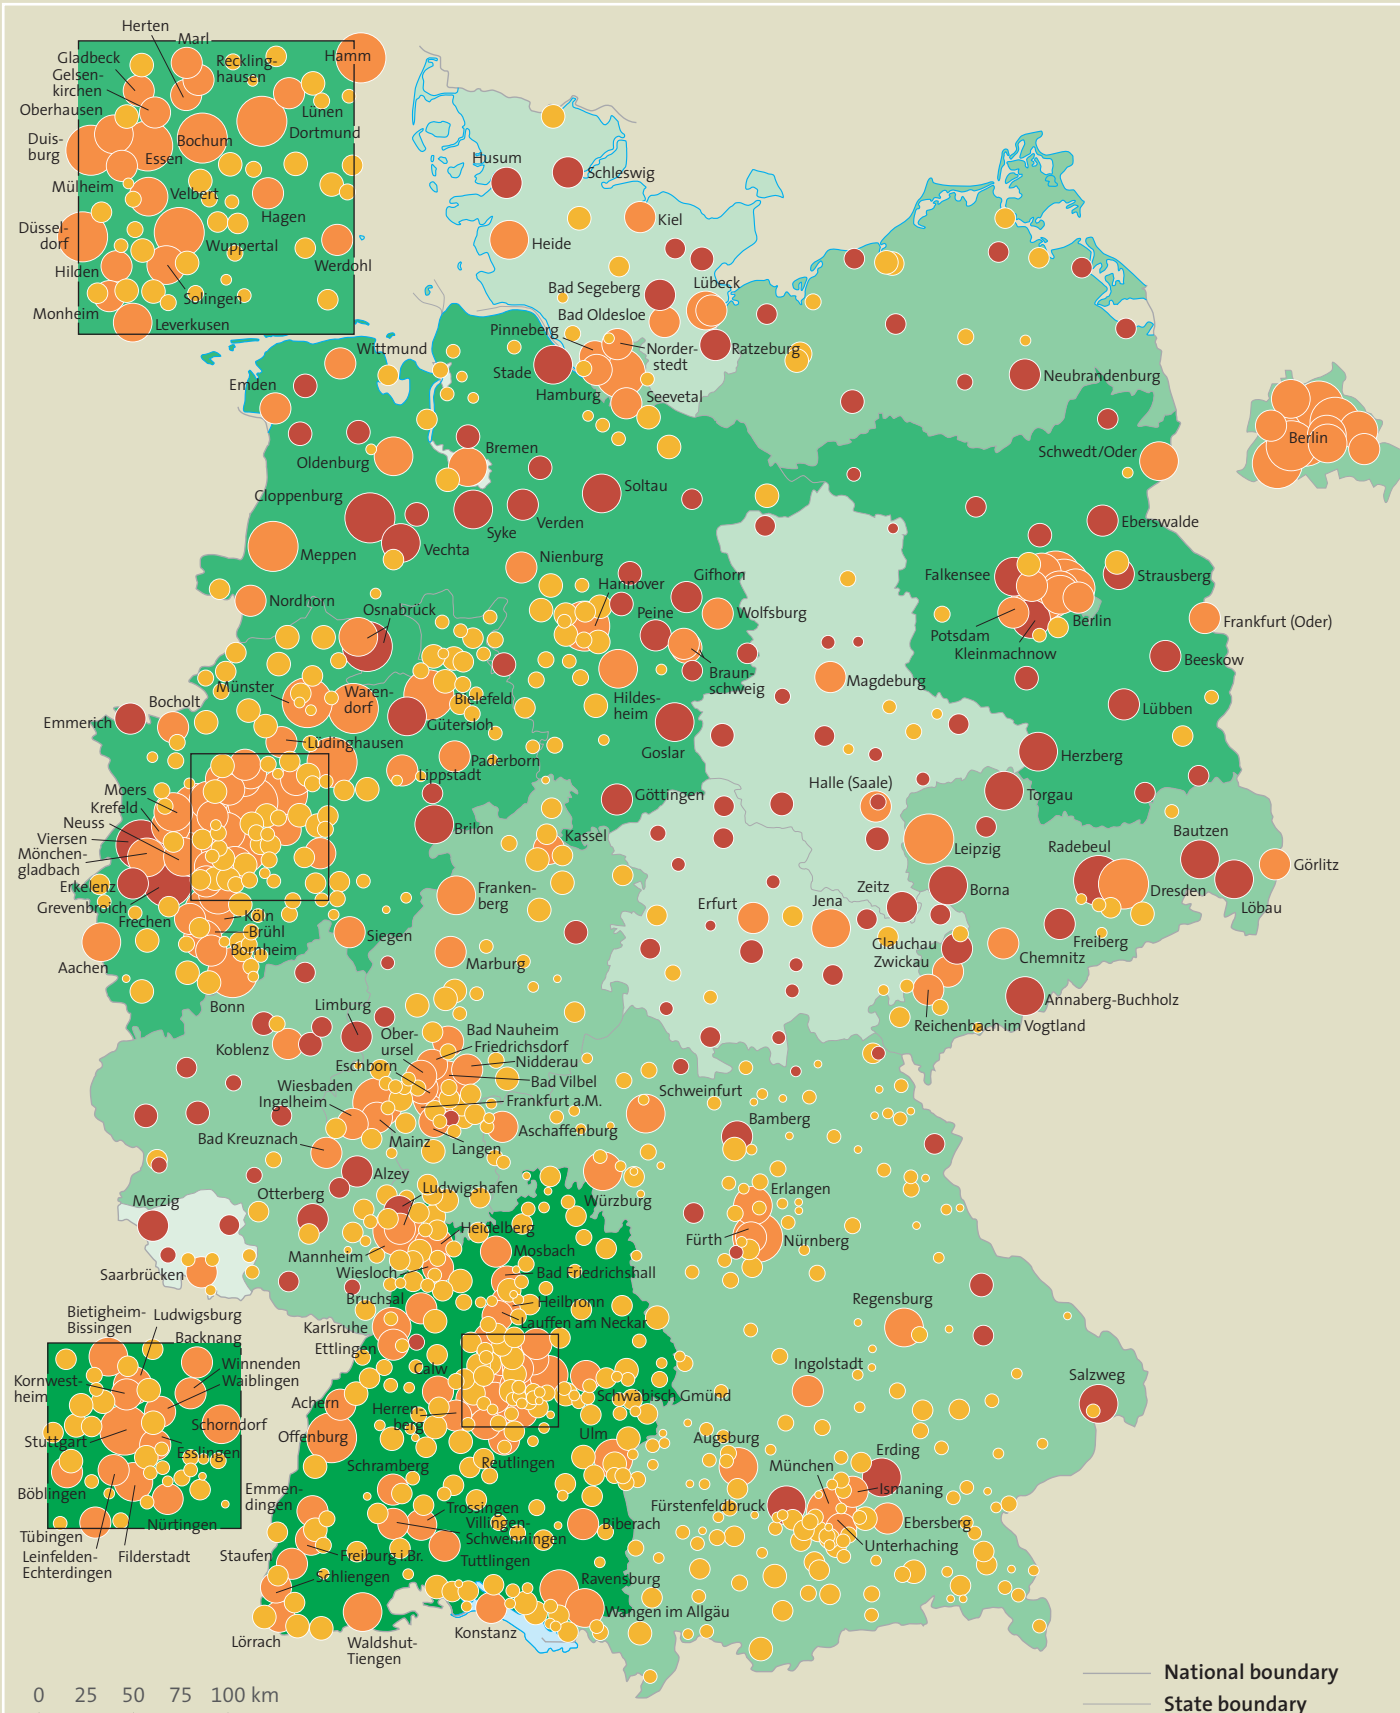 Herten
Marl
Gladbeck
Reckling-
hausen
Hamm
Gelsen-
kirchen
Oberhausen
Lünen
Dortmund
Duis-
burg
Bochum
Essen
Mülheim
Velbert
Hagen
Düssel-
dorf
Wuppertal
Hilden
Werdohl
Solingen
Monheim
Leverkusen
Husum
Schleswig
Kiel
Heide
Bad Segeberg
Lübeck
Bad Oldesloe
Pinneberg
Norder-
stedt
Ratzeburg
Wittmund
Stade
Hamburg
Seevetal
Emden
Neubrandenburg
Oldenburg
Bremen
Schwedt/Oder
Berlin
Cloppenburg
Soltau
Syke
Verden
Eberswalde
Meppen
Vechta
Nienburg
Hannover
Gifhorn
Falkensee
Strausberg
Nordhorn
Osnabrück
Peine
Wolfsburg
Potsdam
Berlin
Kleinmachnow
Frankfurt (Oder)
Braun-
schweig
Magdeburg
Beeskow
Münster
Waren-
dorf
Bielefeld
Hildes-
heim
Bocholt
Emmerich
Gütersloh
Lübben
Lüdinghausen
Goslar
Herzberg
Paderborn
Lippstadt
Halle (Saale)
Moers
Göttingen
Torgau
Krefeld
Neuss
Viersen
Brilon
Kassel
Mönchen-
gladbach
Leipzig
Radebeul
Bautzen
Görlitz
Erkelenz
Franken-
berg
Zeitz
Borna
Dresden
Grevenbroich
Frechen
Köln
Erfurt
Jena
Löbau
Brühl
Siegen
Glauchau
Freiberg
Bornheim
Zwickau
Chemnitz
Aachen
Marburg
Bonn
Limburg
Annaberg-Buchholz
Reichenbach im Vogtland
Koblenz
Ober-
ursel
Bad Nauheim
Friedrichsdorf
Eschborn
Nidderau
Wiesbaden
Bad Vilbel
Ingelheim
Frankfurt a.M.
Schweinfurt
Bamberg
Bad Kreuznach
Mainz
Langen
Aschaffenburg
Alzey
Otterberg
Ludwigshafen
Würzburg
Erlangen
Merzig
Heidelberg
Fürth
Nürnberg
Mannheim
Mosbach
Saarbrücken
Wiesloch
Bad Friedrichshall
Bruchsal
Heilbronn
Regensburg
Bietigheim-
Bissingen
Ludwigsburg
Karlsruhe
Lauffen am Neckar
Backnang
Ettlingen
Winnenden
Waiblingen
Calw
Ingolstadt
Salzweg
Kornwest-
heim
Achern
Herren-
berg
Schwäbisch Gmünd
Schorndorf
Offenburg
Stuttgart
Esslingen
Ulm
Augsburg
Schramberg
Reutlingen
München
Erding
Böblingen
Emmen-
dingen
Ismaning
Trossingen
Fürstenfeldbruck
Nürtingen
Villingen-
Schwenningen
Biberach
Ebersberg
Tübingen
Unterhaching
Leinfelden-
Echterdingen
Filderstadt
Staufen
Freiburg i.Br.
Tuttlingen
Schliengen
Ravensburg
Wangen im Allgäu
Lörrach
Waldshut-
Tiengen
Konstanz
National boundary
0 25 50 75 100 km
State boundary